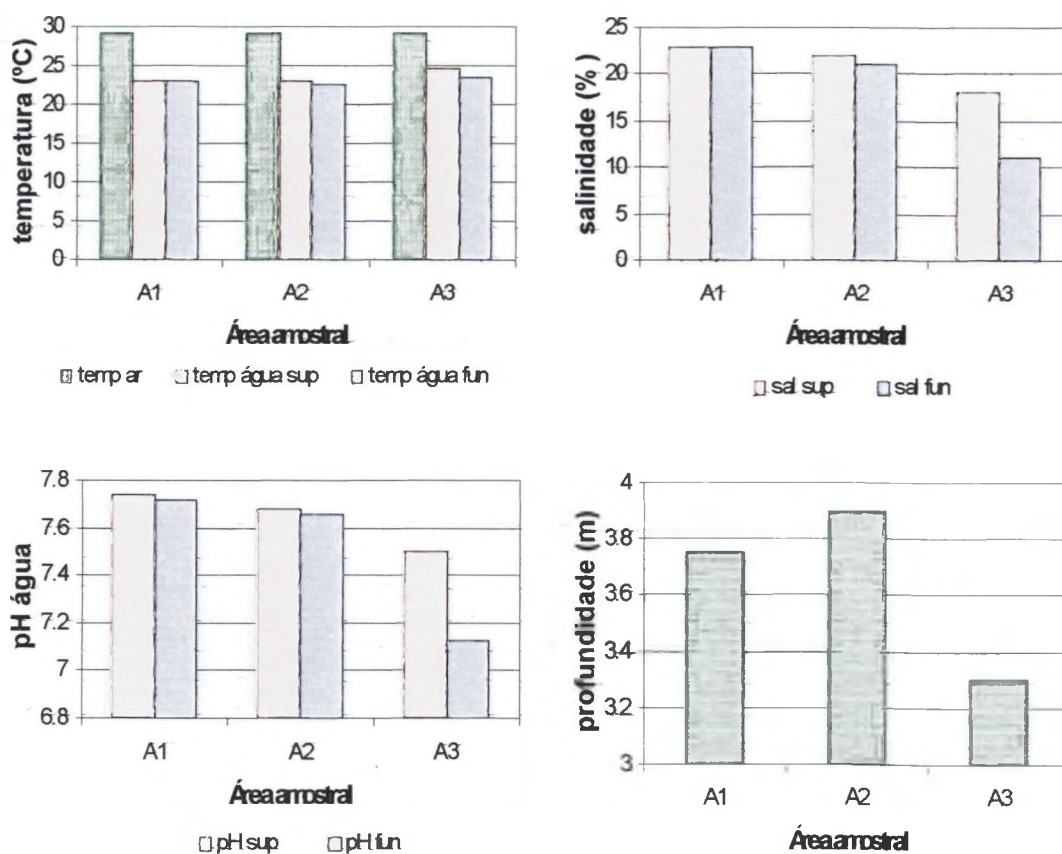 temperatura (ºC)
30
25
20
15
10
5
0
A1 A2 A3
Área amostral
temp ar temp água sup temp água fun
salinidade (%)
25
20
15
10
5
0
A1 A2 A3
Área amostral
sal sup sal fun
pH água
7.8
7.6
7.4
7.2
7
6.8
A1 A2 A3
Área amostral
pH sup pH fun
profundidade (m)
4
3.8
3.6
3.4
3.2
3
A1 A2 A3
Área amostral